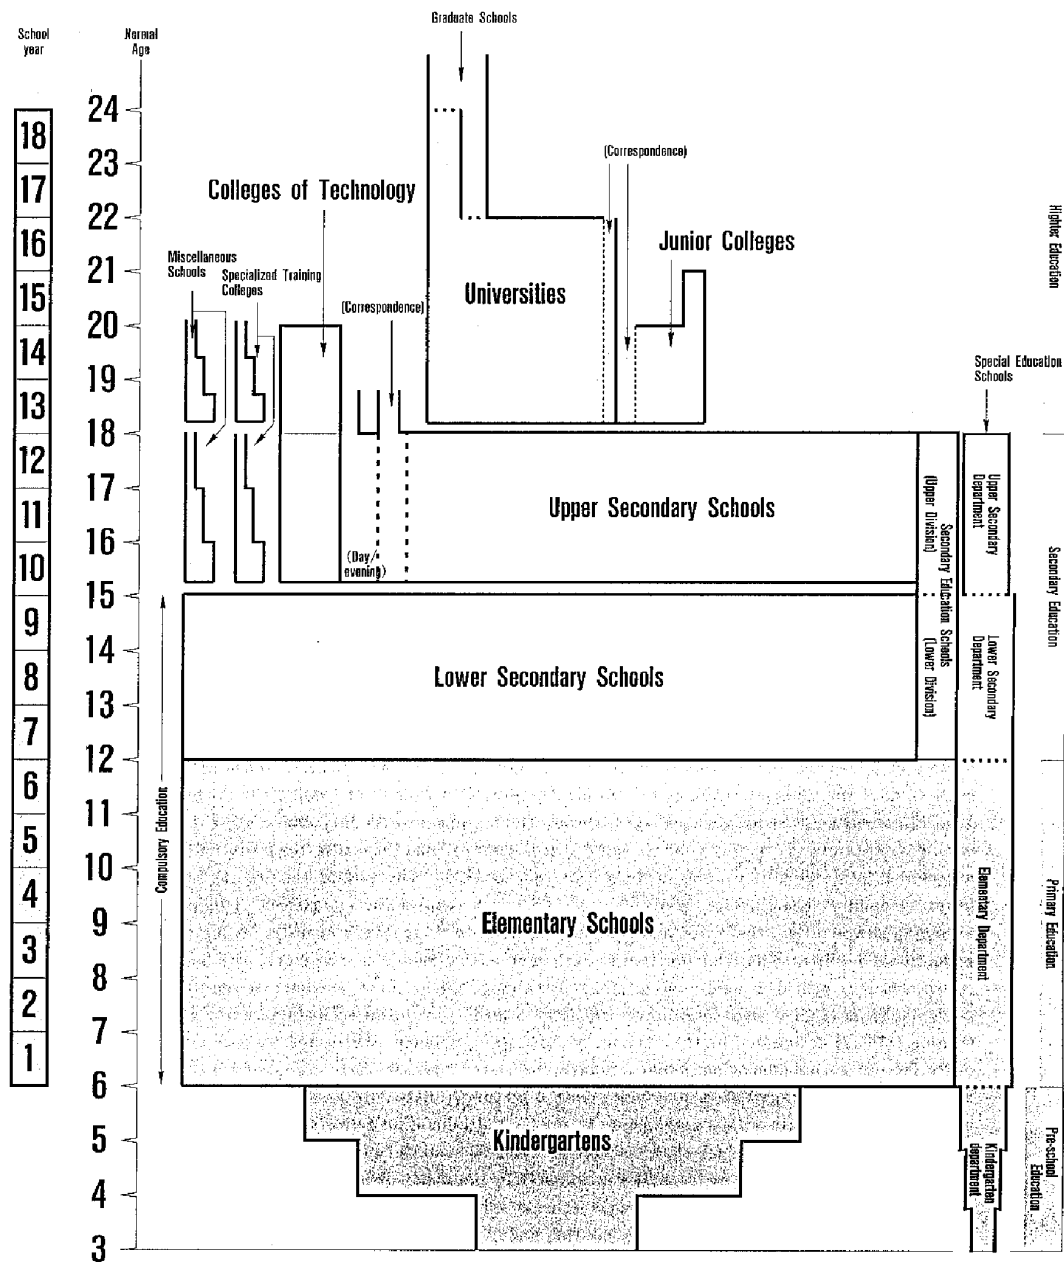 Graduate Schools
School
year
Normal
Age
24
18
23
(Correspondence)
17
Colleges of Technology
22
16
Junior Colleges
Miscellaneous
Schools
Specialized Training
Colleges
21
15
(Correspondence)
Universities
20
14
19
13
Special Education
Schools
18
12
17
11
Upper Secondary Schools
16
10
(Day/
evening)
15
9
14
Lower Secondary Schools
8
13
7
12
6
11
5
10
4
9
Elementary Schools
3
8
2
7
1
6
5
Kindergartens
4
3
Compulsory Education
Secondary Education Schools
(Upper Division)
(Lower Division)
Upper Secondary
Department
Lower Secondary
Department
Elementary Department
Kindergarten
department
Highter Education
Secondary Education
Primary Education
Pre-school
Education